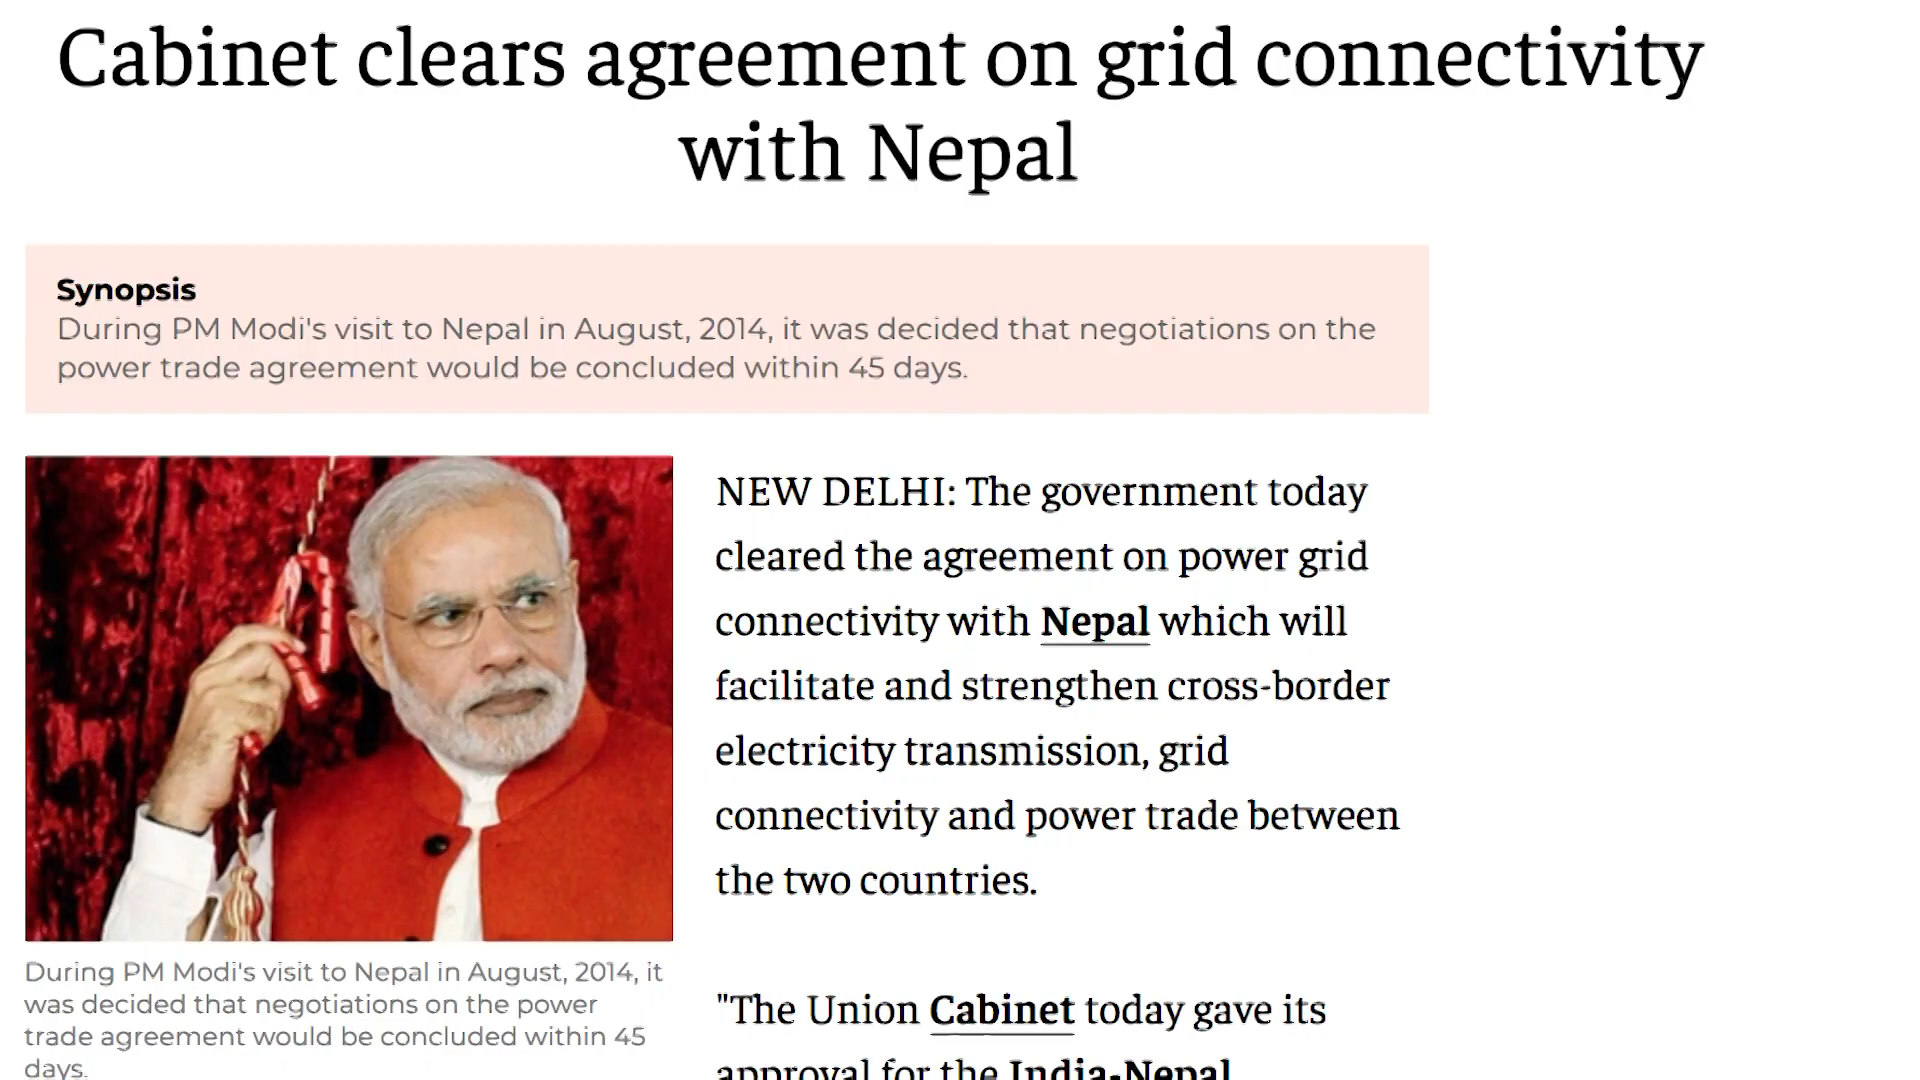 Cabinet clears agreement on grid connectivity
with Nepal
Synopsis
During PM Modi's visit to Nepal in August, 2014, it was decided that negotiations on the
power trade agreement would be concluded within 45 days.
During PM Modi's visit to Nepal in August, 2014, it
was decided that negotiations on the power
trade agreement would be concluded within 45
days.
NEW DELHI: The government today
cleared the agreement on power grid
connectivity with Nepal which will
facilitate and strengthen cross-border
electricity transmission, grid
connectivity and power trade between
the two countries.
"The Union Cabinet today gave its
approval for the India-Nepal